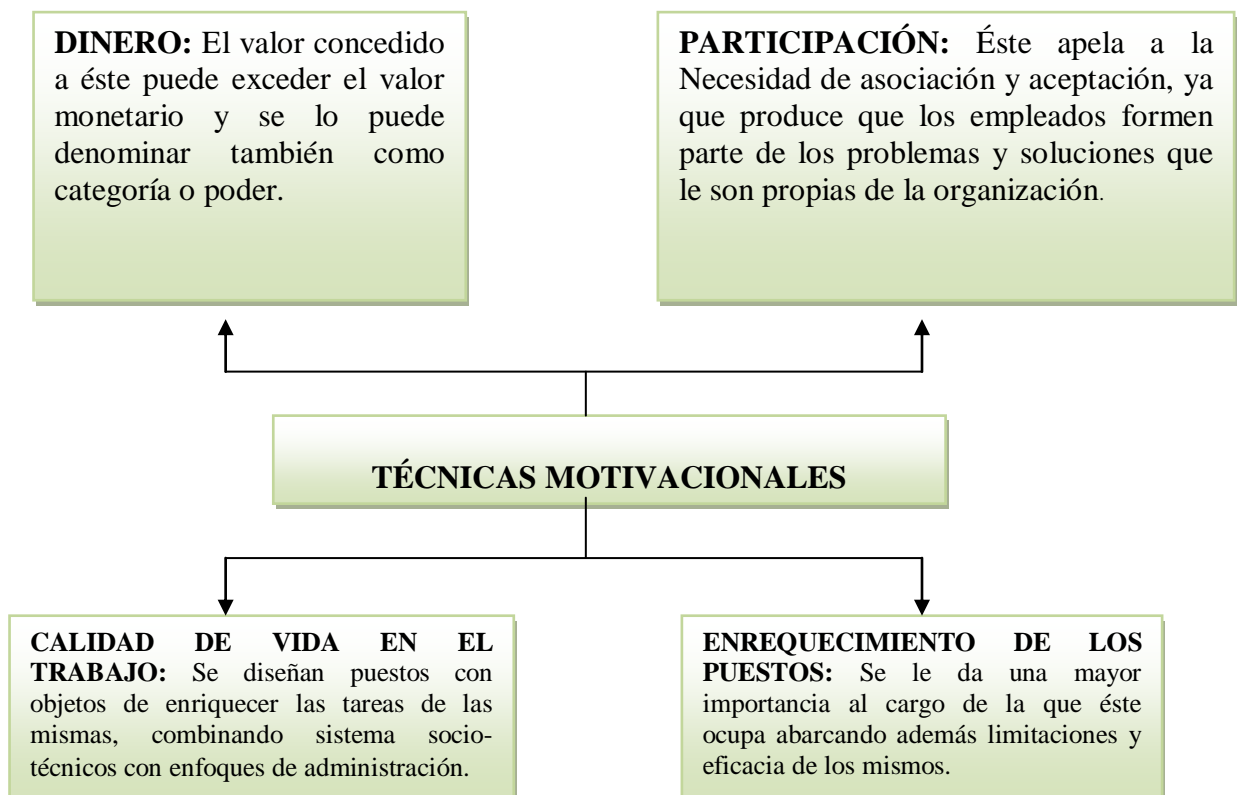 DINERO: El valor concedido
a éste puede exceder el valor
monetario y se lo puede
denominar también como
categoría o poder.
PARTICIPACIÓN: Éste apela a la
Necesidad de asociación y aceptación, ya
que produce que los empleados formen
parte de los problemas y soluciones que
le son propias de la organización.
TÉCNICAS MOTIVACIONALES
CALIDAD DE VIDA EN EL
TRABAJO: Se diseñan puestos con
objetos de enriquecer las tareas de las
mismas, combinando sistema socio-
técnicos con enfoques de administración.
ENREQUECIMIENTO DE LOS
PUESTOS: Se le da una mayor
importancia al cargo de la que éste
ocupa abarcando además limitaciones y
eficacia de los mismos.